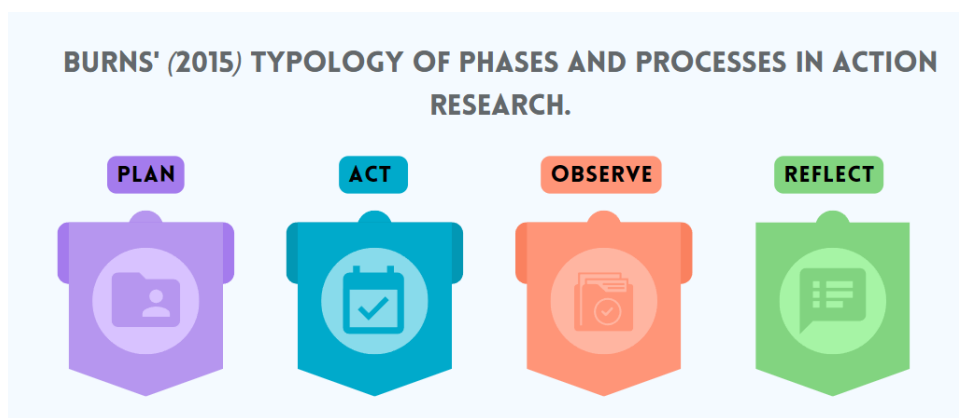 BURNS' (2015) TYPOLOGY OF PHASES AND PROCESSES IN ACTION
RESEARCH.
PLAN
ACT
OBSERVE
REFLECT